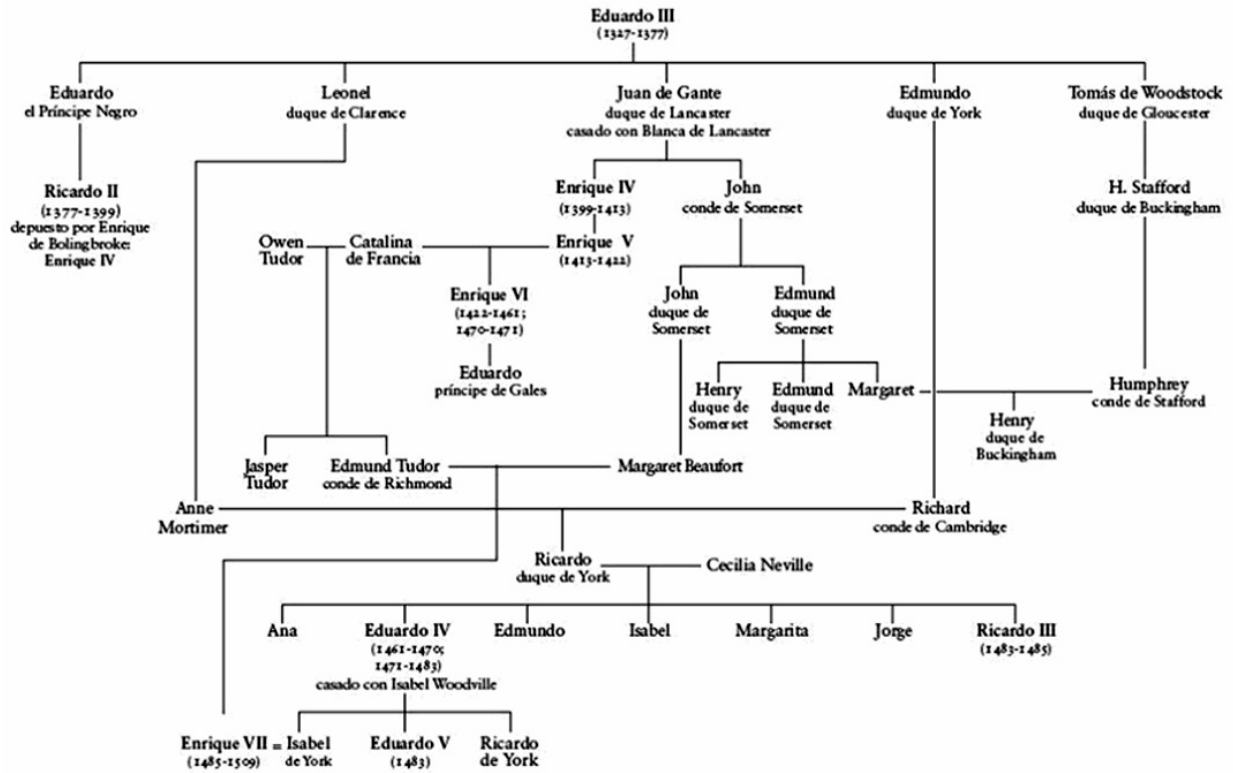 Eduardo III
(1327-1377)
Eduardo
el Príncipe Negro
Leonel
duque de Clarence
Juan de Gante
duque de Lancaster
casado con Blanca de Lancaster
Edmundo
duque de York
Tomás de Woodstock
duque de Gloucester
Ricardo II
(1377-1399)
depuesto por Enrique
de Bolingbroke:
Enrique IV
Enrique IV
(1399-1413)
John
conde de Somerset
H. Stafford
duque de Buckingham
Owen
Tudor
Catalina
de Francia
Enrique V
(1413-1422)
Enrique VI
(1422-1461;
1470-1471)
John
duque de
Somerset
Edmund
duque de
Somerset
Eduardo
príncipe de Gales
Henry
duque de
Somerset
Edmund
duque de
Somerset
Margaret
Humphrey
conde de Stafford
Henry
duque de
Buckingham
Jasper
Tudor
Edmund Tudor
conde de Richmond
Margaret Beaufort
Anne
Mortimer
Richard
conde de Cambridge
Ricardo
duque de York
Cecilia Neville
Ana
Eduardo IV
(1461-1470;
1471-1483)
casado con Isabel Woodville
Edmundo
Isabel
Margarita
Jorge
Ricardo III
(1483-1485)
Enrique VII = Isabel
(1485-1509) de York
Eduardo V
(1483)
Ricardo
de York